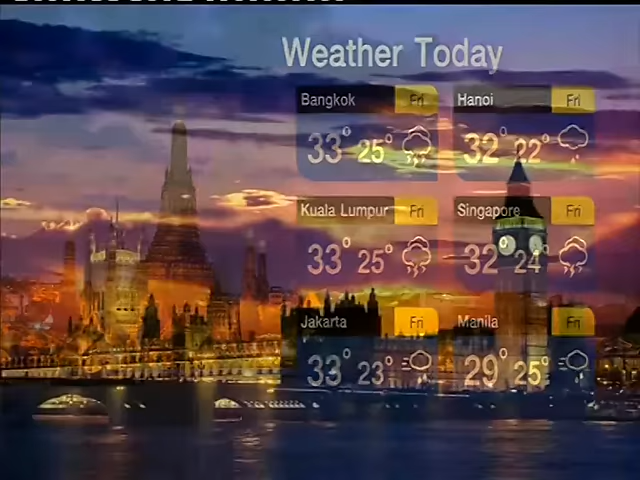 Weather Today
Bangkok Fri
33° 25°
Hanoi Fri
32° 22°
Kuala Lumpur Fri
33° 25°
Singapore Fri
32° 24°
Jakarta Fri
33° 23°
Manila Fri
29° 25°